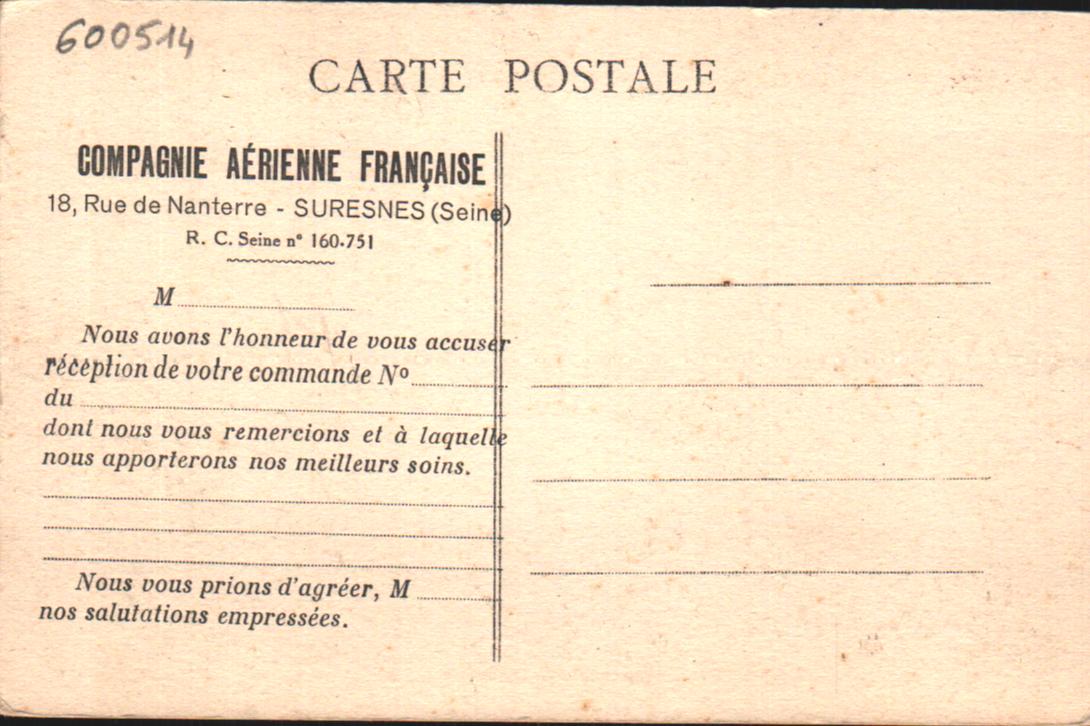 600514
CARTE POSTALE
COMPAGNIE AÉRIENNE FRANÇAISE
18, Rue de Nanterre - SURESNES (Seine)
R. C. Seine n° 160.751
M
Nous avons l'honneur de vous accuser
réception de votre commande N°
du
dont nous vous remercions et à laquelle
nous apporterons nos meilleurs soins.
Nous vous prions d'agréer, M
nos salutations empressées.